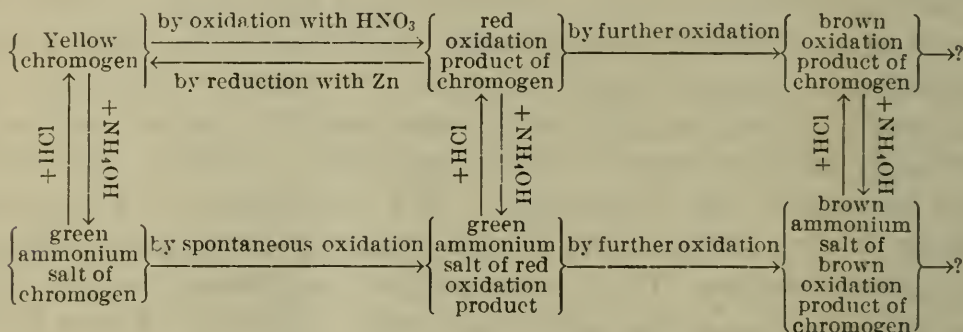 Yellow
chromogen
by oxidation with HNO3
by reduction with Zn
red
oxidation
product of
chromogen
by further oxidation
brown
oxidation
product of
chromogen
?
+HCl
+NH4OH
+HCl
+NH4OH
+HCl
+NH4OH
green
ammonium
salt of
chromogen
by spontaneous oxidation
green
ammonium
salt of red
oxidation
product
by further oxidation
brown
ammonium
salt of
brown
oxidation
product of
chromogen
?